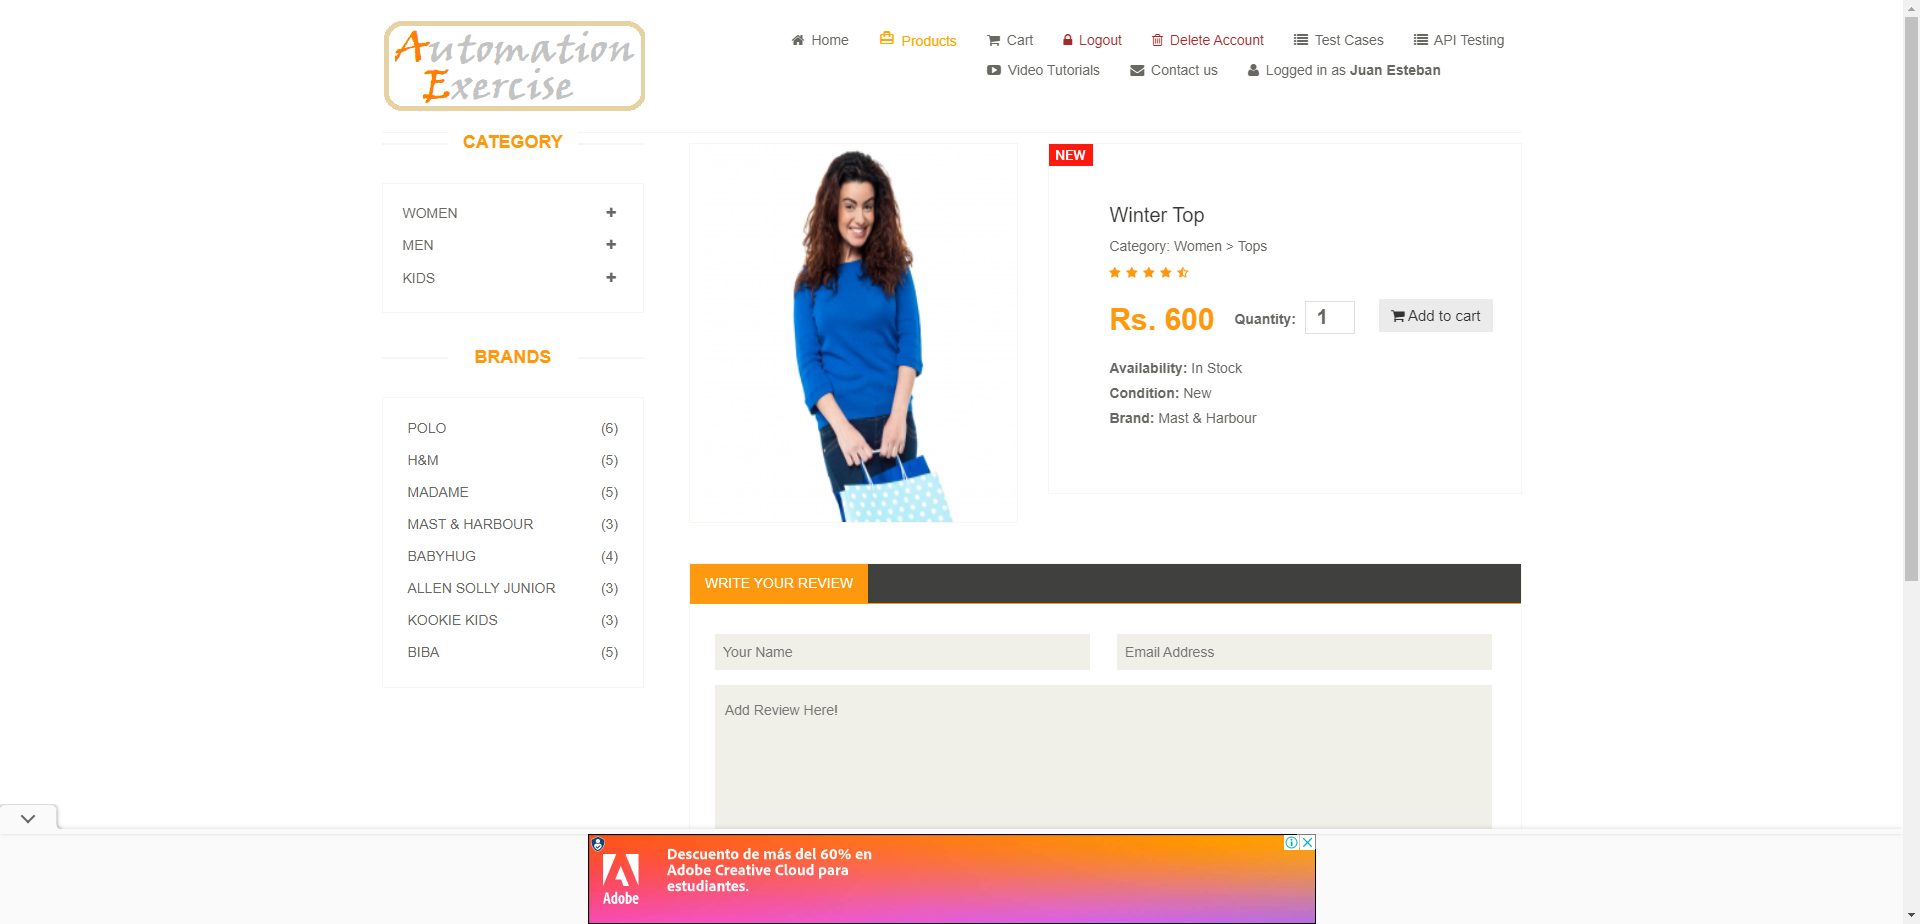 Automation
Exercise
Home
Products
Cart
Logout
Delete Account
Test Cases
API Testing
Video Tutorials
Contact us
Logged in as Juan Esteban
CATEGORY
WOMEN
MEN
KIDS
BRANDS
POLO (6)
H&M (5)
MADAME (5)
MAST & HARBOUR (3)
BABYHUG (4)
ALLEN SOLLY JUNIOR (3)
KOOKIE KIDS (3)
BIBA (5)
NEW
Winter Top
Category: Women > Tops
Rs. 600
Quantity: 1
Add to cart
Availability: In Stock
Condition: New
Brand: Mast & Harbour
WRITE YOUR REVIEW
Your Name
Email Address
Add Review Here!
Adobe
Descuento de más del 60% en
Adobe Creative Cloud para
estudiantes.